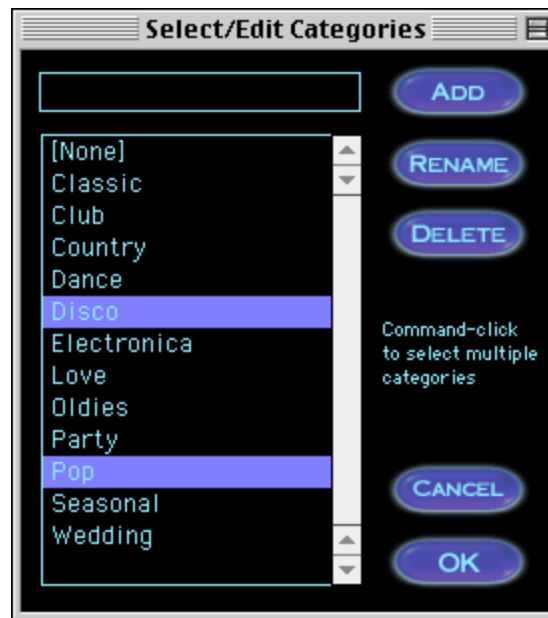 Select/Edit Categories
ADD
[None]
Classic
Club
Country
Dance
Disco
Electronica
Love
Oldies
Party
Pop
Seasonal
Wedding
RENAME
DELETE
Command-click
to select multiple
categories
CANCEL
OK